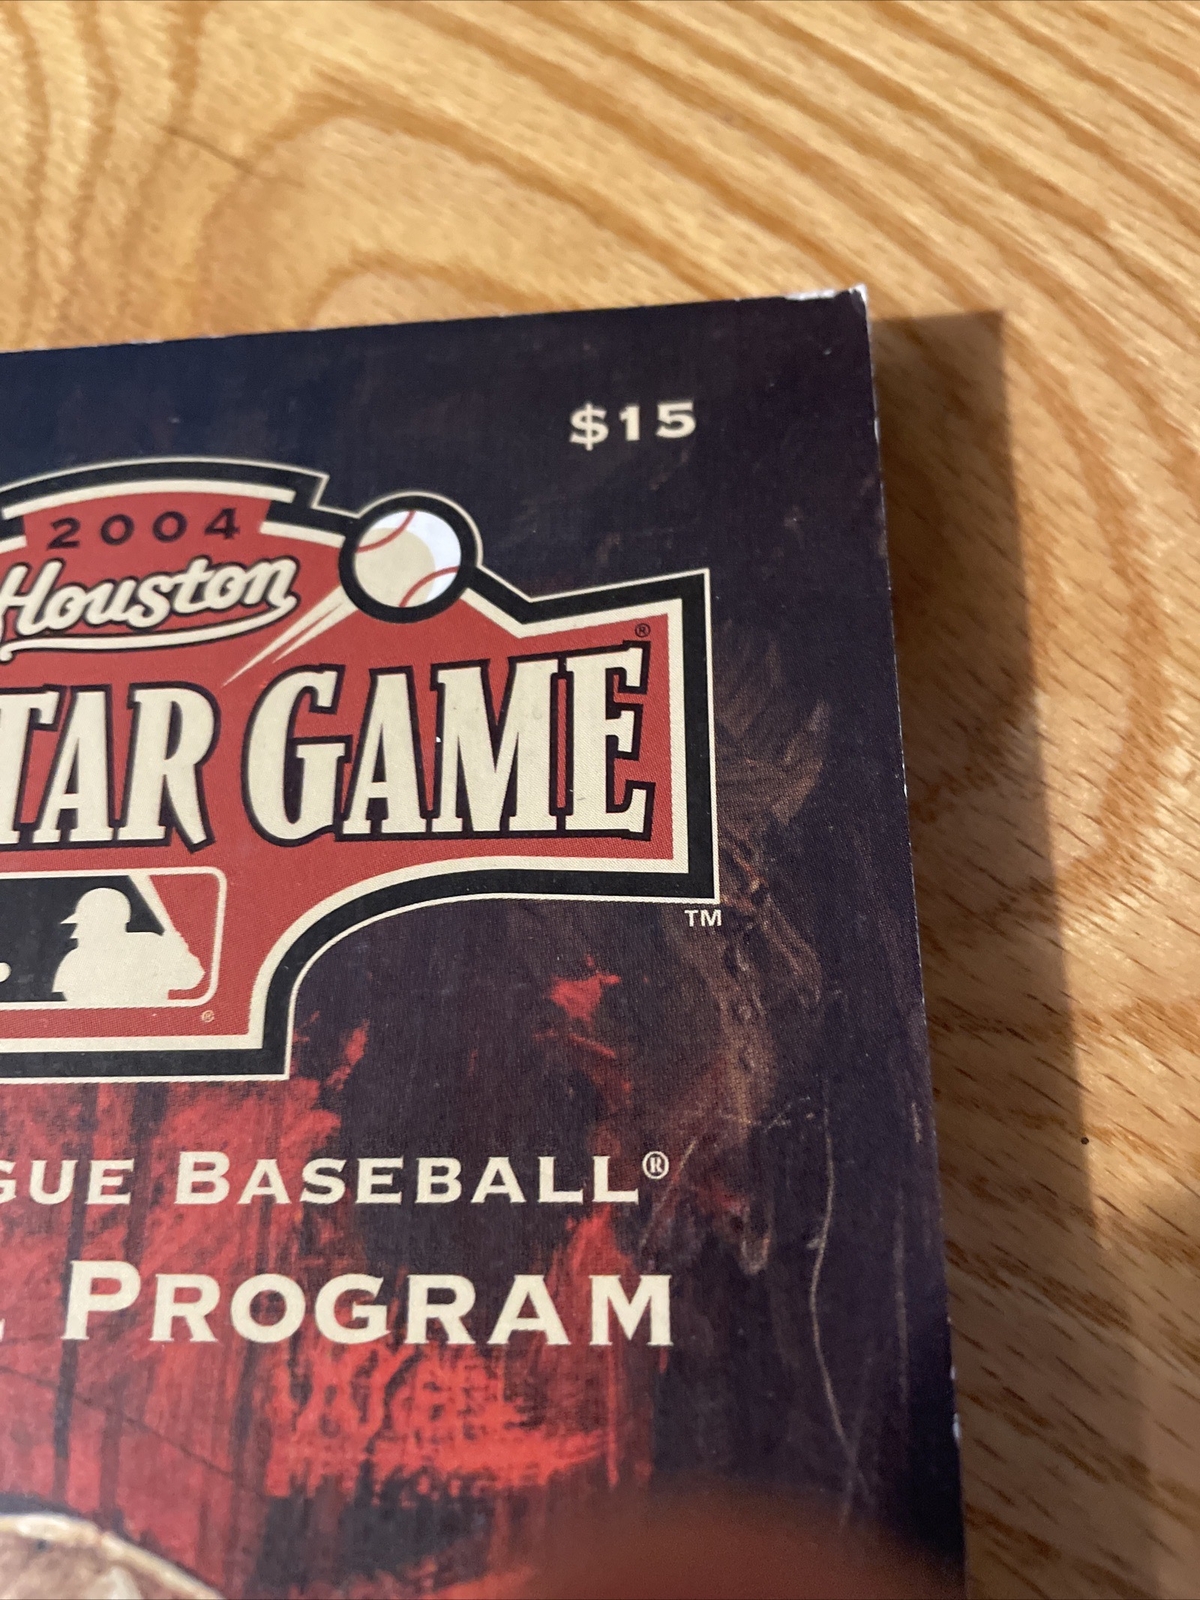 $15
2004
Houston
®
TAR GAME
TM
®
GUE BASEBALL®
PROGRAM